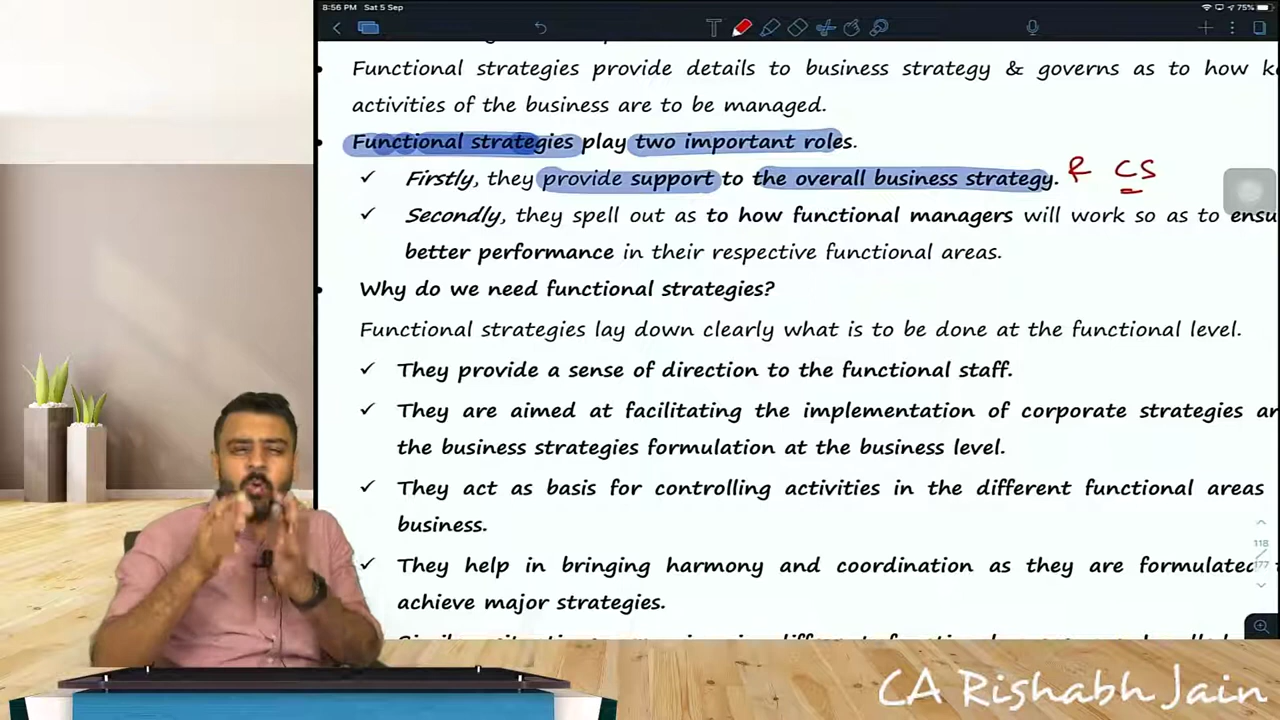 8:56 PM Sat 5 Sep
75%
T
Functional strategies provide details to business strategy & governs as to how
activities of the business are to be managed.
Functional strategies play two important roles.
✓ Firstly, they provide support to the overall business strategy. R CS
✓ Secondly, they spell out as to how functional managers will work so as to
better performance in their respective functional areas.
Why do we need functional strategies?
Functional strategies lay down clearly what is to be done at the functional level.
✓ They provide a sense of direction to the functional staff.
✓ They are aimed at facilitating the implementation of corporate strategies
the business strategies formulation at the business level.
✓ They act as basis for controlling activities in the different functional areas
business.
✓ They help in bringing harmony and coordination as they are formulated
achieve major strategies.
118
177
CA Rishabh Jain